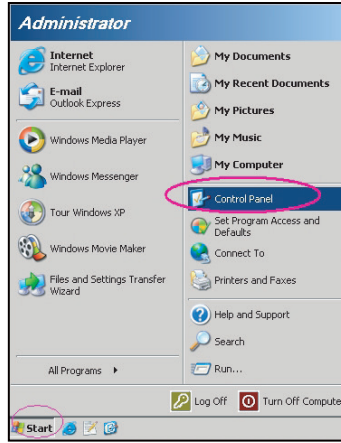 Administrator
Internet
Internet Explorer
E-mail
Outlook Express
Windows Media Player
Windows Messenger
Tour Windows XP
Windows Movie Maker
Files and Settings Transfer
Wizard
All Programs
My Documents
My Recent Documents
My Pictures
My Music
My Computer
Control Panel
Set Program Access and
Defaults
Connect To
Printers and Faxes
Help and Support
Search
Run...
Log Off
Turn Off Compute
Start